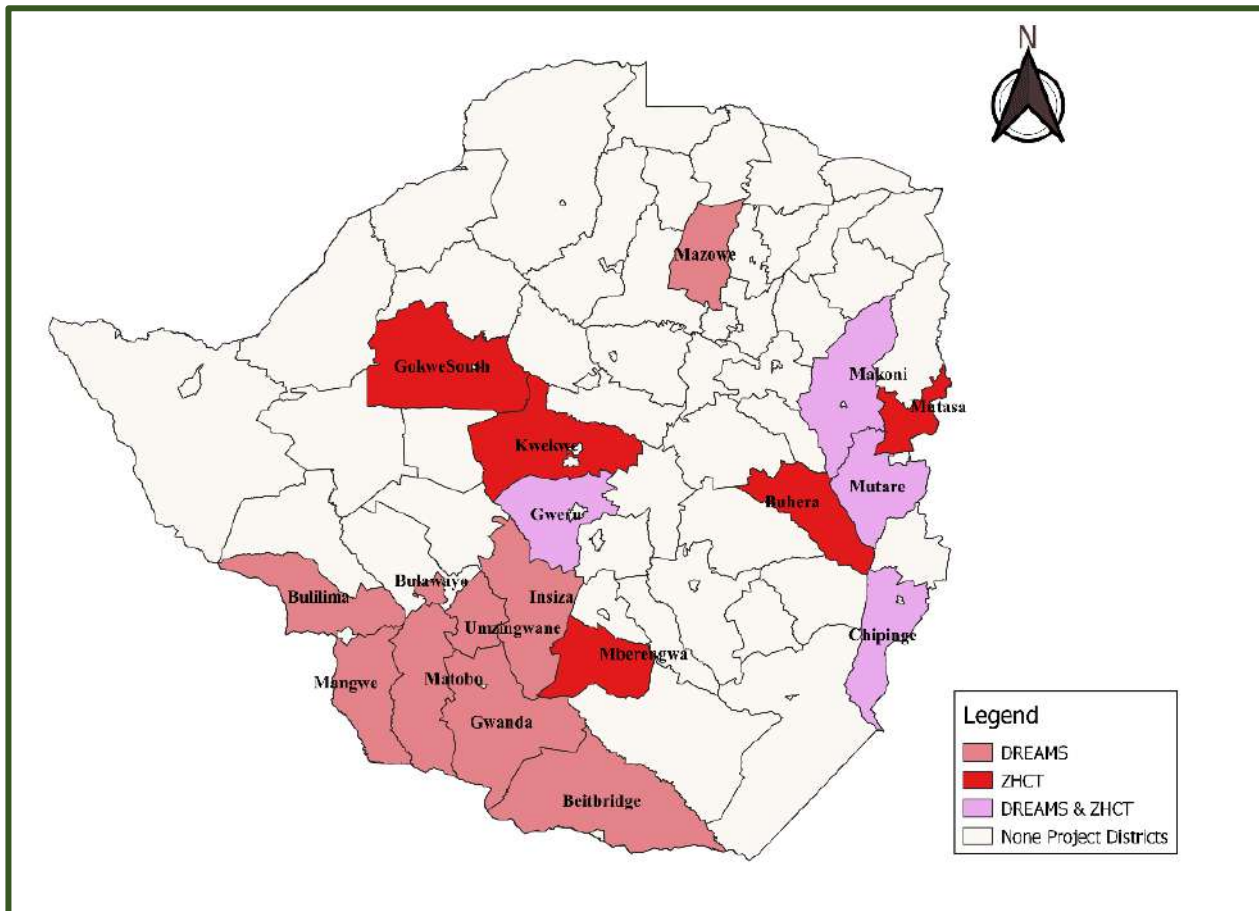 N
Mazowe
GokweSouth
Makoni
Mutasa
Kwekwe
Mutare
Buhera
Gweru
Bulawayo
Bulilima
Insiza
Umzingwane
Chipinge
Mberengwa
Mangwe
Matobo
Gwanda
Beitbridge
Legend
DREAMS
ZHCT
DREAMS & ZHCT
None Project Districts